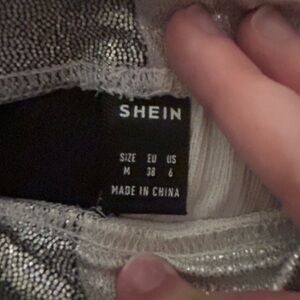 SHEIN
SIZE EU US
M 38 6
MADE IN CHINA